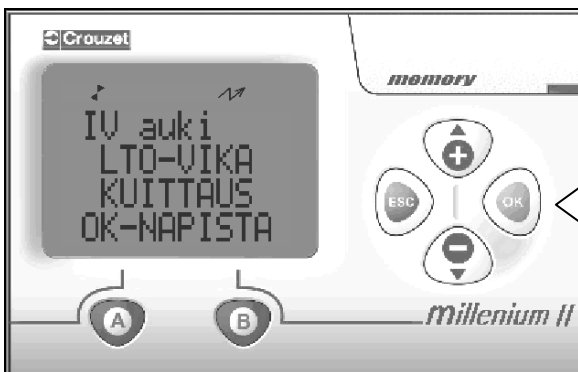 Crouzet
memory
IV auki
LTO-VIKA
KUITTAUS
OK-NAPISTA
ESC
OK
A
B
millenium II